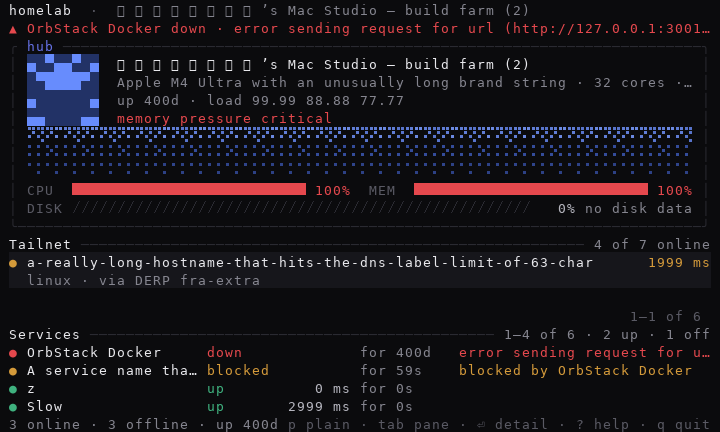 homelab · ’s Mac Studio — build farm (2)
▲ OrbStack Docker down · error sending request for url (http://127.0.0.1:3001…
hub
’s Mac Studio — build farm (2)
Apple M4 Ultra with an unusually long brand string · 32 cores ·…
up 400d · load 99.99 88.88 77.77
memory pressure critical
CPU 100% MEM 100%
DISK 0% no disk data
Tailnet 4 of 7 online
● a-really-long-hostname-that-hits-the-dns-label-limit-of-63-char 1999 ms
linux · via DERP fra-extra
1–1 of 6
Services 1–4 of 6 · 2 up · 1 off
● OrbStack Docker down for 400d error sending request for u…
● A service name tha… blocked for 59s blocked by OrbStack Docker
● z up 0 ms for 0s
● Slow up 2999 ms for 0s
3 online · 3 offline · up 400d p plain · tab pane · ⏎ detail · ? help · q quit